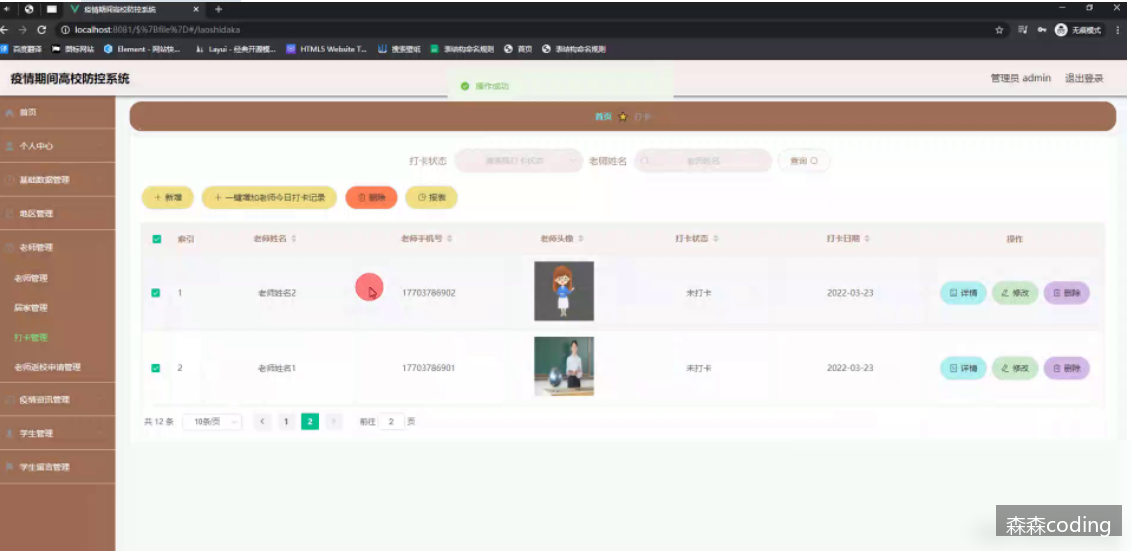 疫情期间高校防控系统
localhost:8081/$%7Bfile%7D#/laoshidaka
无痕模式
百度翻译 图标网站 Element - 网站快... Layui - 经典开源模... HTML5 Website T... 搜索壁纸 表结构命名规则 首页 表结构命名规则
疫情期间高校防控系统
操作成功
管理员 admin 退出登录
首页
个人中心
基础数据管理
地区管理
老师管理
老师管理
居家管理
打卡管理
老师返校申请管理
疫情资讯管理
学生管理
学生留言管理
首页 打卡
打卡状态 请选择打卡状态 老师姓名 老师姓名 查询
+ 新增 + 一键增加老师今日打卡记录 删除 报表
索引 老师姓名 老师手机号 老师头像 打卡状态 打卡日期 操作
1 老师姓名2 17703786902 未打卡 2022-03-23 详情 修改 删除
2 老师姓名1 17703786901 未打卡 2022-03-23 详情 修改 删除
共 12 条 10条/页 1 2 前往 2 页
森森coding